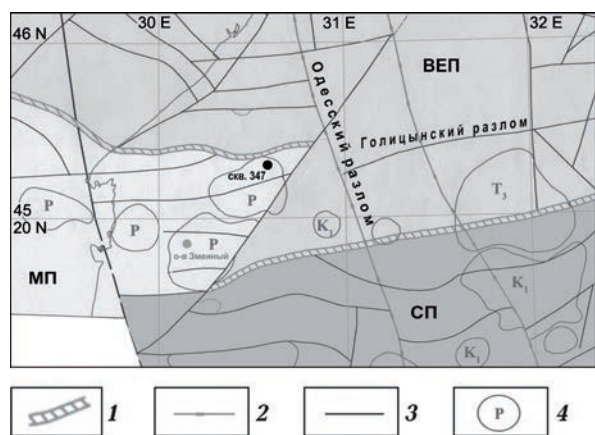 30 E 31 E 32 E
46 N
ВЕП
Одесский разлом
Голицынский разлом
скв. 347
P
T3
45
20 N
P
P
K1
P
о-в Змеиный
МП
K1
СП
K1
1 2 3 P 4